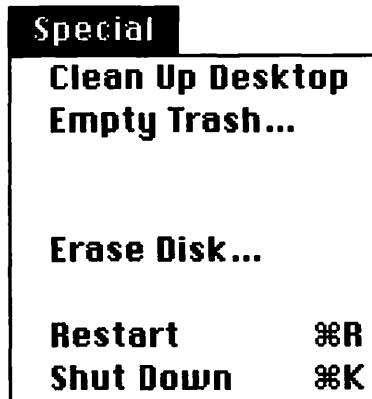 Special
Clean Up Desktop
Empty Trash...
Erase Disk...
Restart ⌘R
Shut Down ⌘K